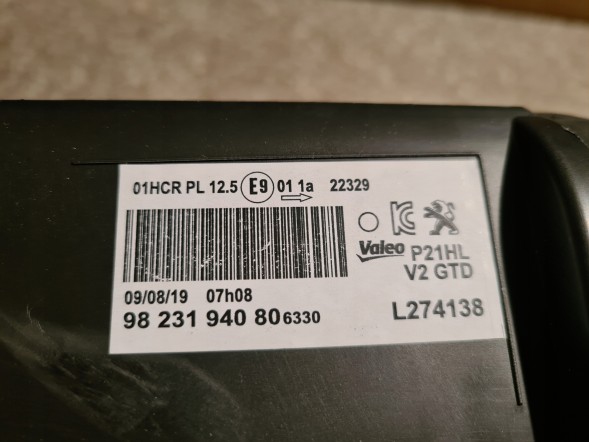 01HCR PL 12.5 E9 01 1a 22329
Valeo P21HL
V2 GTD
09/08/19 07h08
98 231 940 80 6330
L274138